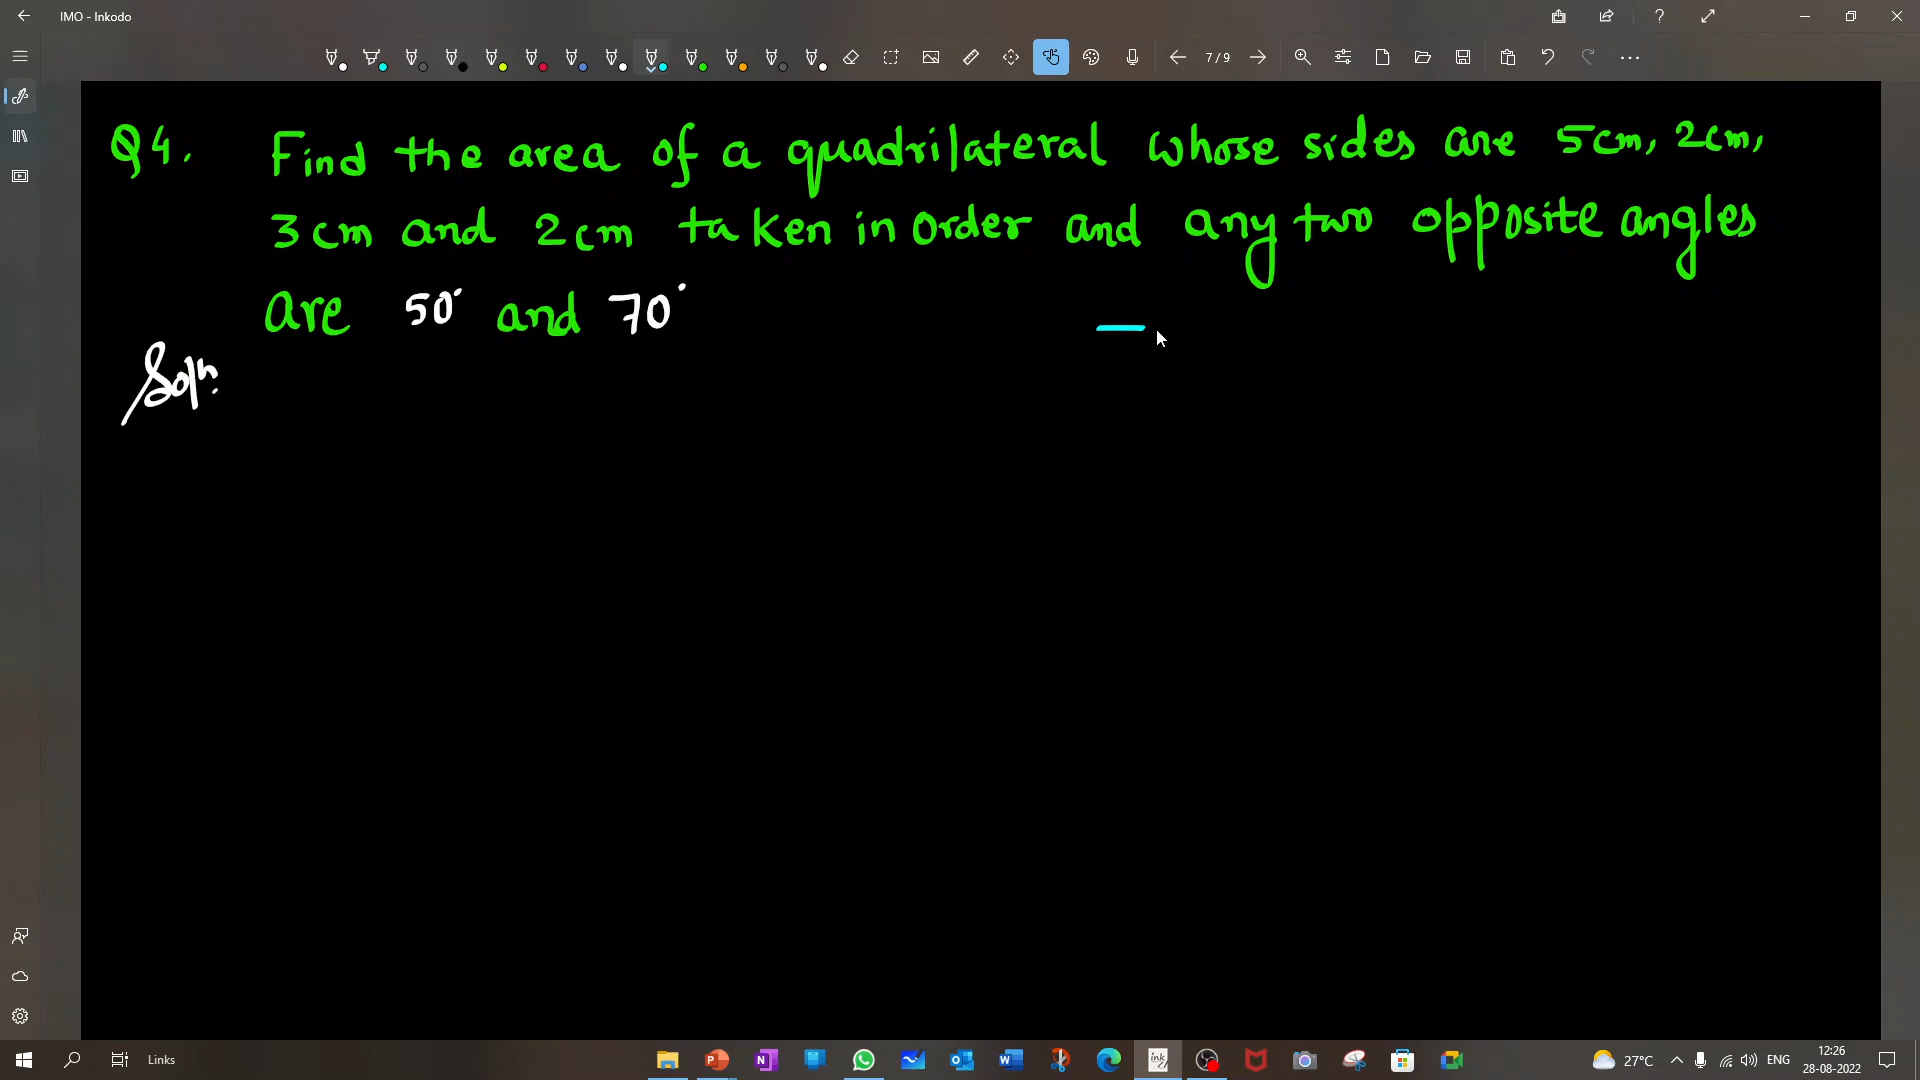 IMO - Inkodo
7 / 9
Q4. Find the area of a quadrilateral whose sides are 5cm, 2cm,
3cm and 2cm taken in order and any two opposite angles
are 50° and 70°
Soln.
Links
27°C
ENG
12:26
28-08-2022